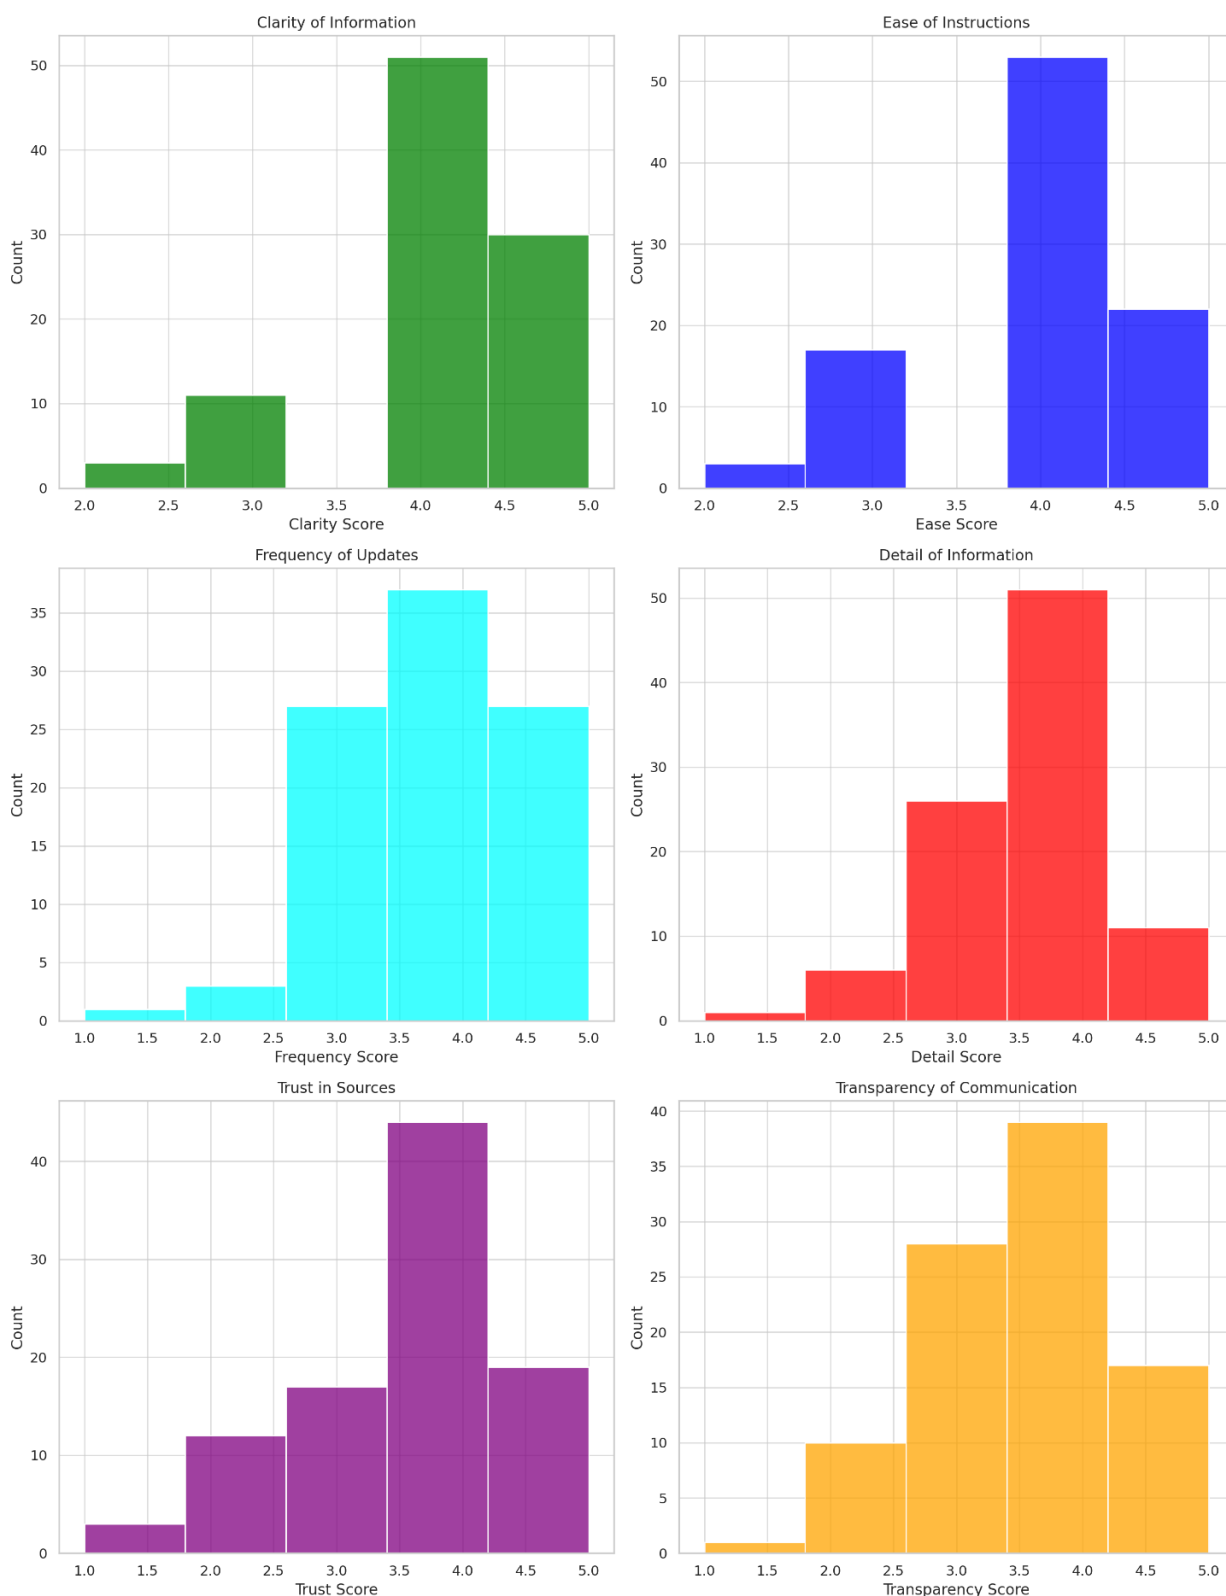 Clarity of Information
Count
50
40
30
20
10
0
2.0 2.5 3.0 3.5 4.0 4.5 5.0
Clarity Score
Ease of Instructions
Count
50
40
30
20
10
0
2.0 2.5 3.0 3.5 4.0 4.5 5.0
Ease Score
Frequency of Updates
Count
35
30
25
20
15
10
5
0
1.0 1.5 2.0 2.5 3.0 3.5 4.0 4.5 5.0
Frequency Score
Detail of Information
Count
50
40
30
20
10
0
1.0 1.5 2.0 2.5 3.0 3.5 4.0 4.5 5.0
Detail Score
Trust in Sources
Count
40
30
20
10
0
1.0 1.5 2.0 2.5 3.0 3.5 4.0 4.5 5.0
Trust Score
Transparency of Communication
Count
40
35
30
25
20
15
10
5
0
1.0 1.5 2.0 2.5 3.0 3.5 4.0 4.5 5.0
Transparency Score